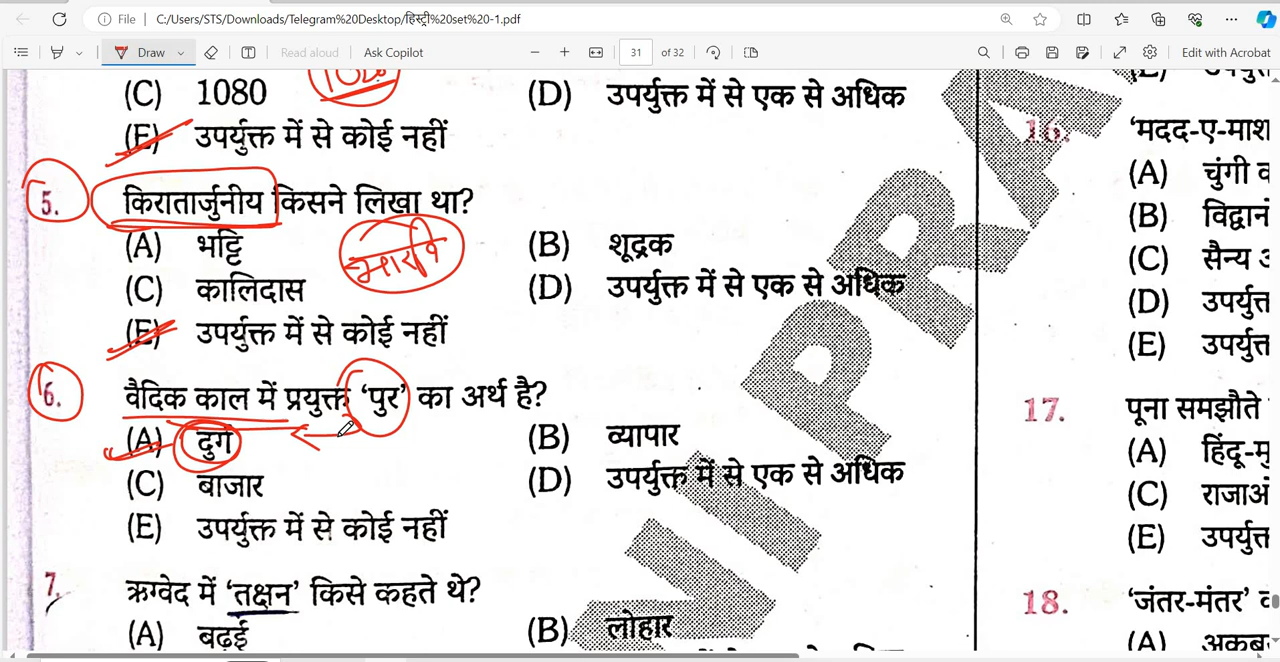 File C:/Users/STS/Downloads/Telegram%20Desktop/हिस्ट्री%20set%20-1.pdf
Draw Read aloud Ask Copilot 31 of 32 Edit with Acrobat
(C) 1080 (D) उपर्युक्त में से एक से अधिक
(E) उपर्युक्त में से कोई नहीं
5. किरातार्जुनीय किसने लिखा था?
(A) भट्टि (B) शूद्रक
भारवि
(C) कालिदास (D) उपर्युक्त में से एक से अधिक
(E) उपर्युक्त में से कोई नहीं
6. वैदिक काल में प्रयुक्त ‘पुर’ का अर्थ है?
(A) दुर्ग (B) व्यापार
(C) बाजार (D) उपर्युक्त में से एक से अधिक
(E) उपर्युक्त में से कोई नहीं
7. ऋग्वेद में ‘तक्षन’ किसे कहते थे?
(A) बढ़ई (B) लोहार
16. ‘मदद-ए-माश
(A) चुंगी व
(B) विद्वान
(C) सैन्य अ
(D) उपर्युत्त
(E) उपर्युत्त
17. पूना समझौते
(A) हिंदू-मु
(C) राजाओ
(E) उपर्युत्त
18. ‘जंतर-मंतर’ व
(A) अकब
VIPRA